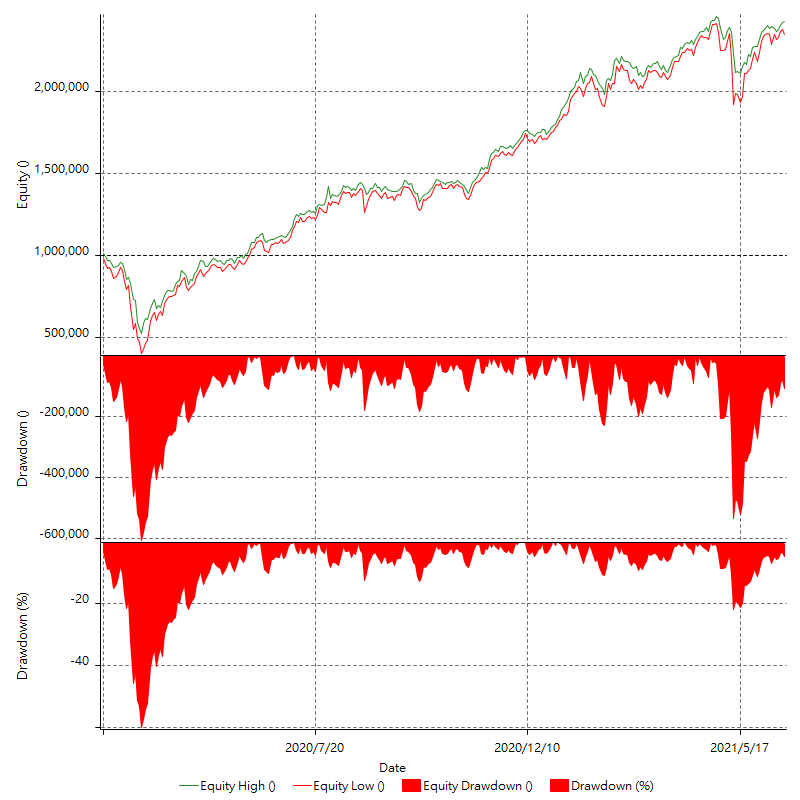 Equity ()
2,000,000
1,500,000
1,000,000
500,000
Drawdown ()
-200,000
-400,000
-600,000
Drawdown (%)
-20
-40
2020/7/20
2020/12/10
2021/5/17
Date
Equity High () Equity Low () Equity Drawdown () Drawdown (%)